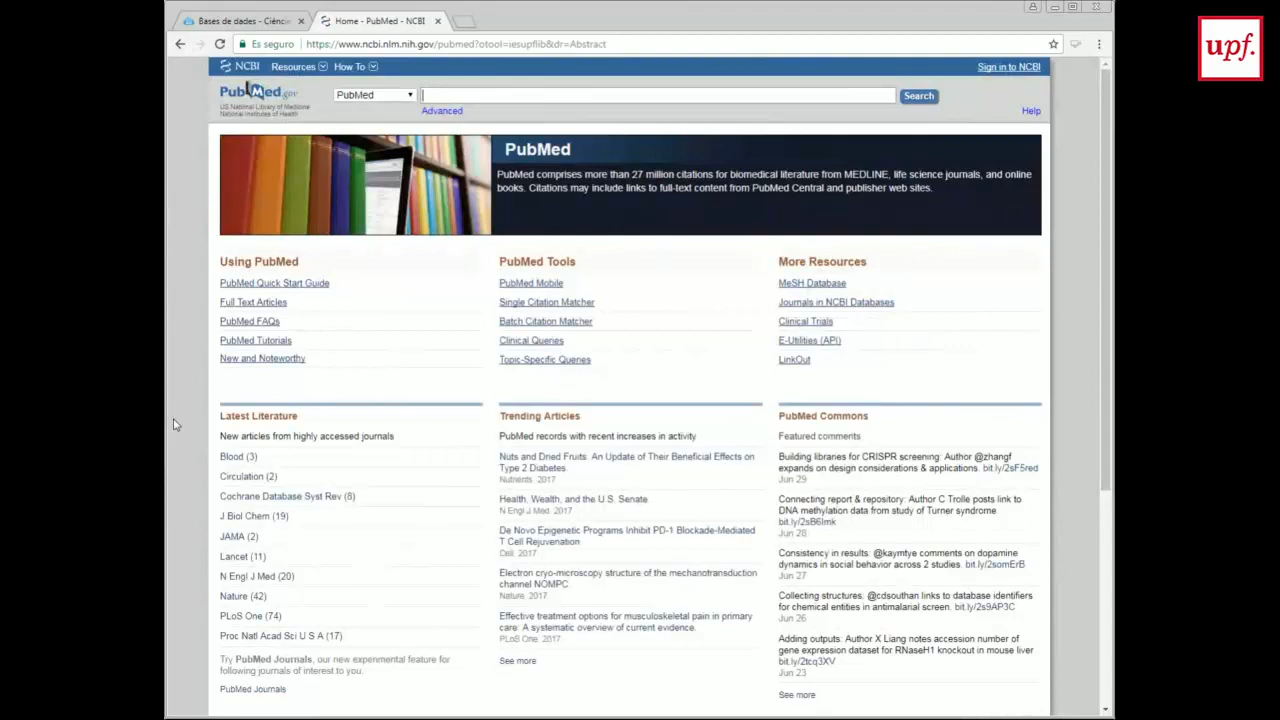 Bases de dades - Ciènci
Home - PubMed - NCBI
Es seguro
https://www.ncbi.nlm.nih.gov/pubmed?otool=iesupflib&dr=Abstract
upf.
NCBI
Resources
How To
Sign in to NCBI
PubMed.gov
US National Library of Medicine
National Institutes of Health
PubMed
Search
Advanced
Help
PubMed
PubMed comprises more than 27 million citations for biomedical literature from MEDLINE, life science journals, and online
books. Citations may include links to full-text content from PubMed Central and publisher web sites.
Using PubMed
PubMed Quick Start Guide
Full Text Articles
PubMed FAQs
PubMed Tutorials
New and Noteworthy
PubMed Tools
PubMed Mobile
Single Citation Matcher
Batch Citation Matcher
Clinical Queries
Topic-Specific Queries
More Resources
MeSH Database
Journals in NCBI Databases
Clinical Trials
E-Utilities (API)
LinkOut
Latest Literature
New articles from highly accessed journals
Blood (3)
Circulation (2)
Cochrane Database Syst Rev (8)
J Biol Chem (19)
JAMA (2)
Lancet (11)
N Engl J Med (20)
Nature (42)
PLoS One (74)
Proc Natl Acad Sci U S A (17)
Try PubMed Journals, our new experimental feature for
following journals of interest to you.
PubMed Journals
Trending Articles
PubMed records with recent increases in activity
Nuts and Dried Fruits: An Update of Their Beneficial Effects on
Type 2 Diabetes.
Nutrients. 2017
Health, Wealth, and the U.S. Senate
N Engl J Med. 2017
De Novo Epigenetic Programs Inhibit PD-1 Blockade-Mediated
T Cell Rejuvenation
Cell. 2017
Electron cryo-microscopy structure of the mechanotransduction
channel NOMPC
Nature. 2017
Effective treatment options for musculoskeletal pain in primary
care: A systematic overview of current evidence.
PLoS One. 2017
See more
PubMed Commons
Featured comments
Building libraries for CRISPR screening: Author @zhangf
expands on design considerations & applications. bit.ly/2sF5red
Jun 29
Connecting report & repository: Author C Trolle posts link to
DNA methylation data from study of Turner syndrome
bit.ly/2sB6Imk
Jun 28
Consistency in results: @kaymtye comments on dopamine
dynamics in social behavior across 2 studies. bit.ly/2somErB
Jun 27
Collecting structures: @cdsouthan links to database identifiers
for chemical entities in antimalarial screen. bit.ly/2s9AP3C
Jun 26
Adding outputs: Author X Liang notes accession number of
gene expression dataset for RNaseH1 knockout in mouse liver
bit.ly/2tcq3XV
Jun 23
See more